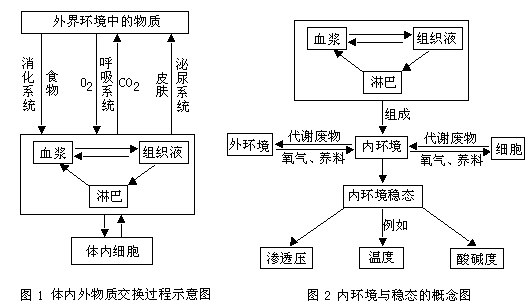 外界环境中的物质
消化系统
食物
O2
呼吸系统
CO2
皮肤
泌尿系统
血浆
组织液
淋巴
体内细胞
图 1 体内外物质交换过程示意图
血浆
组织液
淋巴
组成
外环境
代谢废物
氧气、养料
内环境
代谢废物
氧气、养料
细胞
内环境稳态
例如
渗透压
温度
酸碱度
图 2 内环境与稳态的概念图